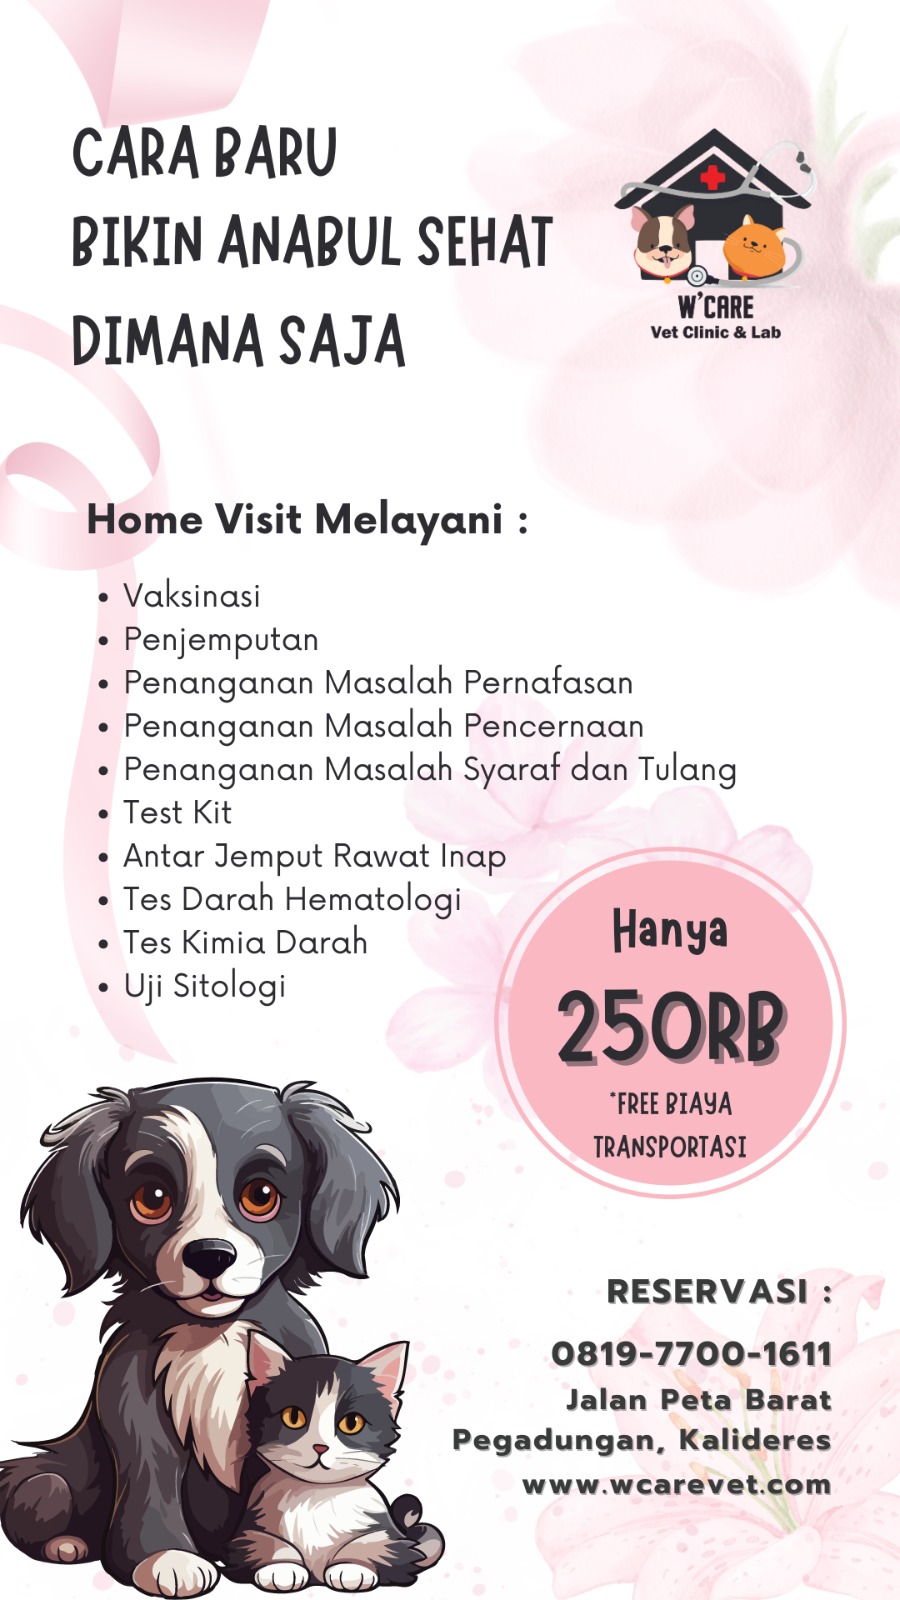 CARA BARU
BIKIN ANABUL SEHAT
DIMANA SAJA
W'CARE
Vet Clinic & Lab
Home Visit Melayani :
• Vaksinasi
• Penjemputan
• Penanganan Masalah Pernafasan
• Penanganan Masalah Pencernaan
• Penanganan Masalah Syaraf dan Tulang
• Test Kit
• Antar Jemput Rawat Inap
• Tes Darah Hematologi
• Tes Kimia Darah
• Uji Sitologi
Hanya
250RB
*FREE BIAYA
TRANSPORTASI
RESERVASI :
0819-7700-1611
Jalan Peta Barat
Pegadungan, Kalideres
www.wcarevet.com